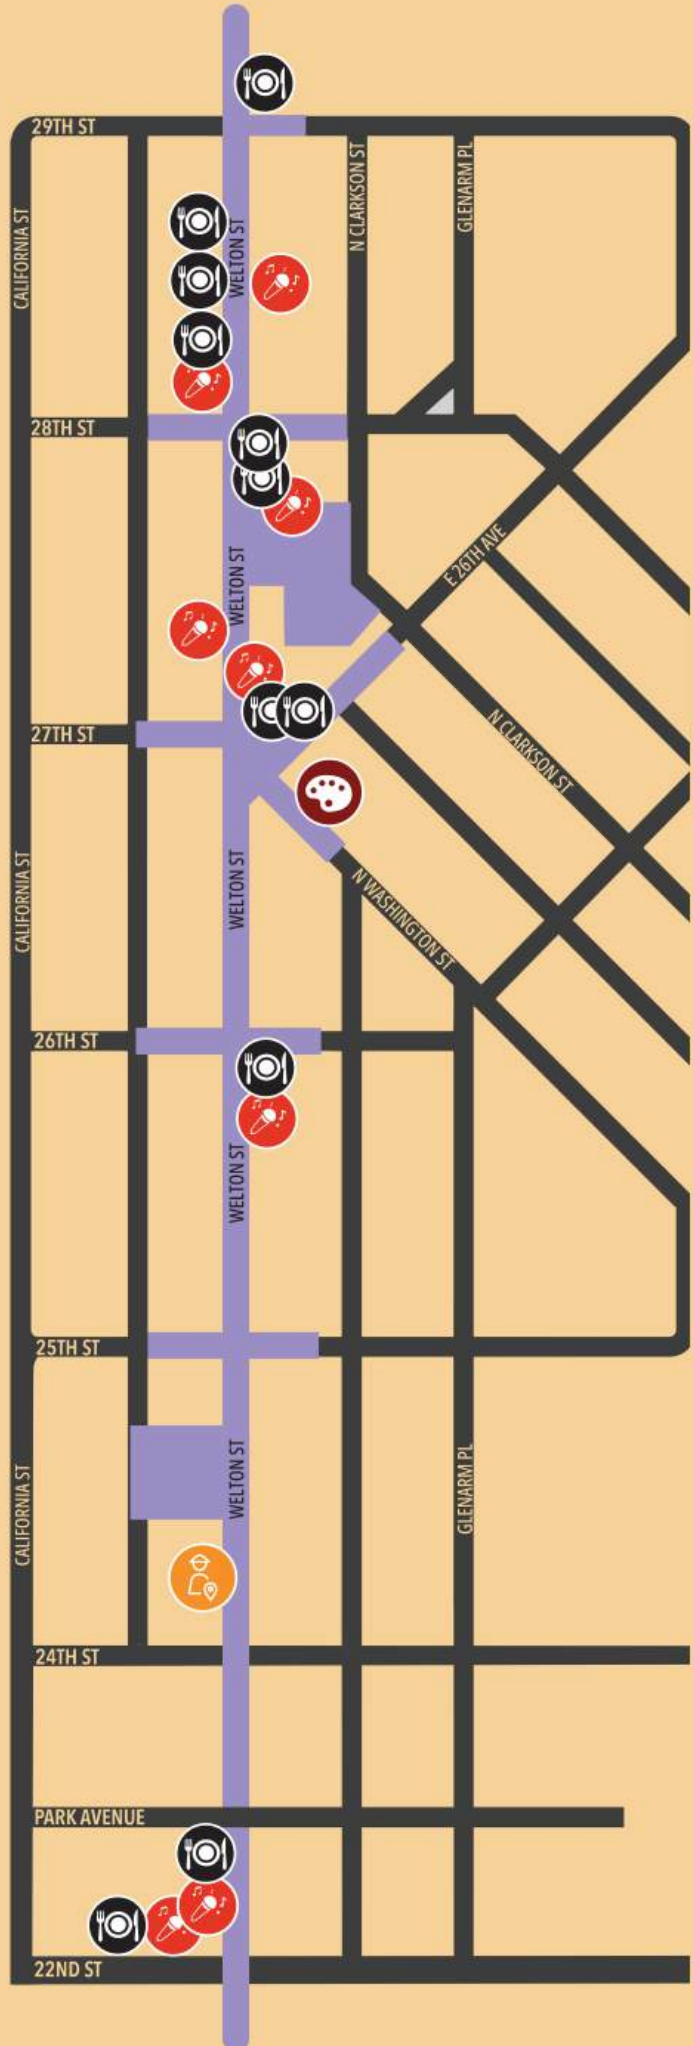 29TH ST
N CLARKSON ST
GLENARM PL
CALIFORNIA ST
WELTON ST
28TH ST
E 26TH AVE
WELTON ST
27TH ST
N CLARKSON ST
CALIFORNIA ST
WELTON ST
N WASHINGTON ST
26TH ST
WELTON ST
25TH ST
CALIFORNIA ST
WELTON ST
GLENARM PL
24TH ST
PARK AVENUE
22ND ST